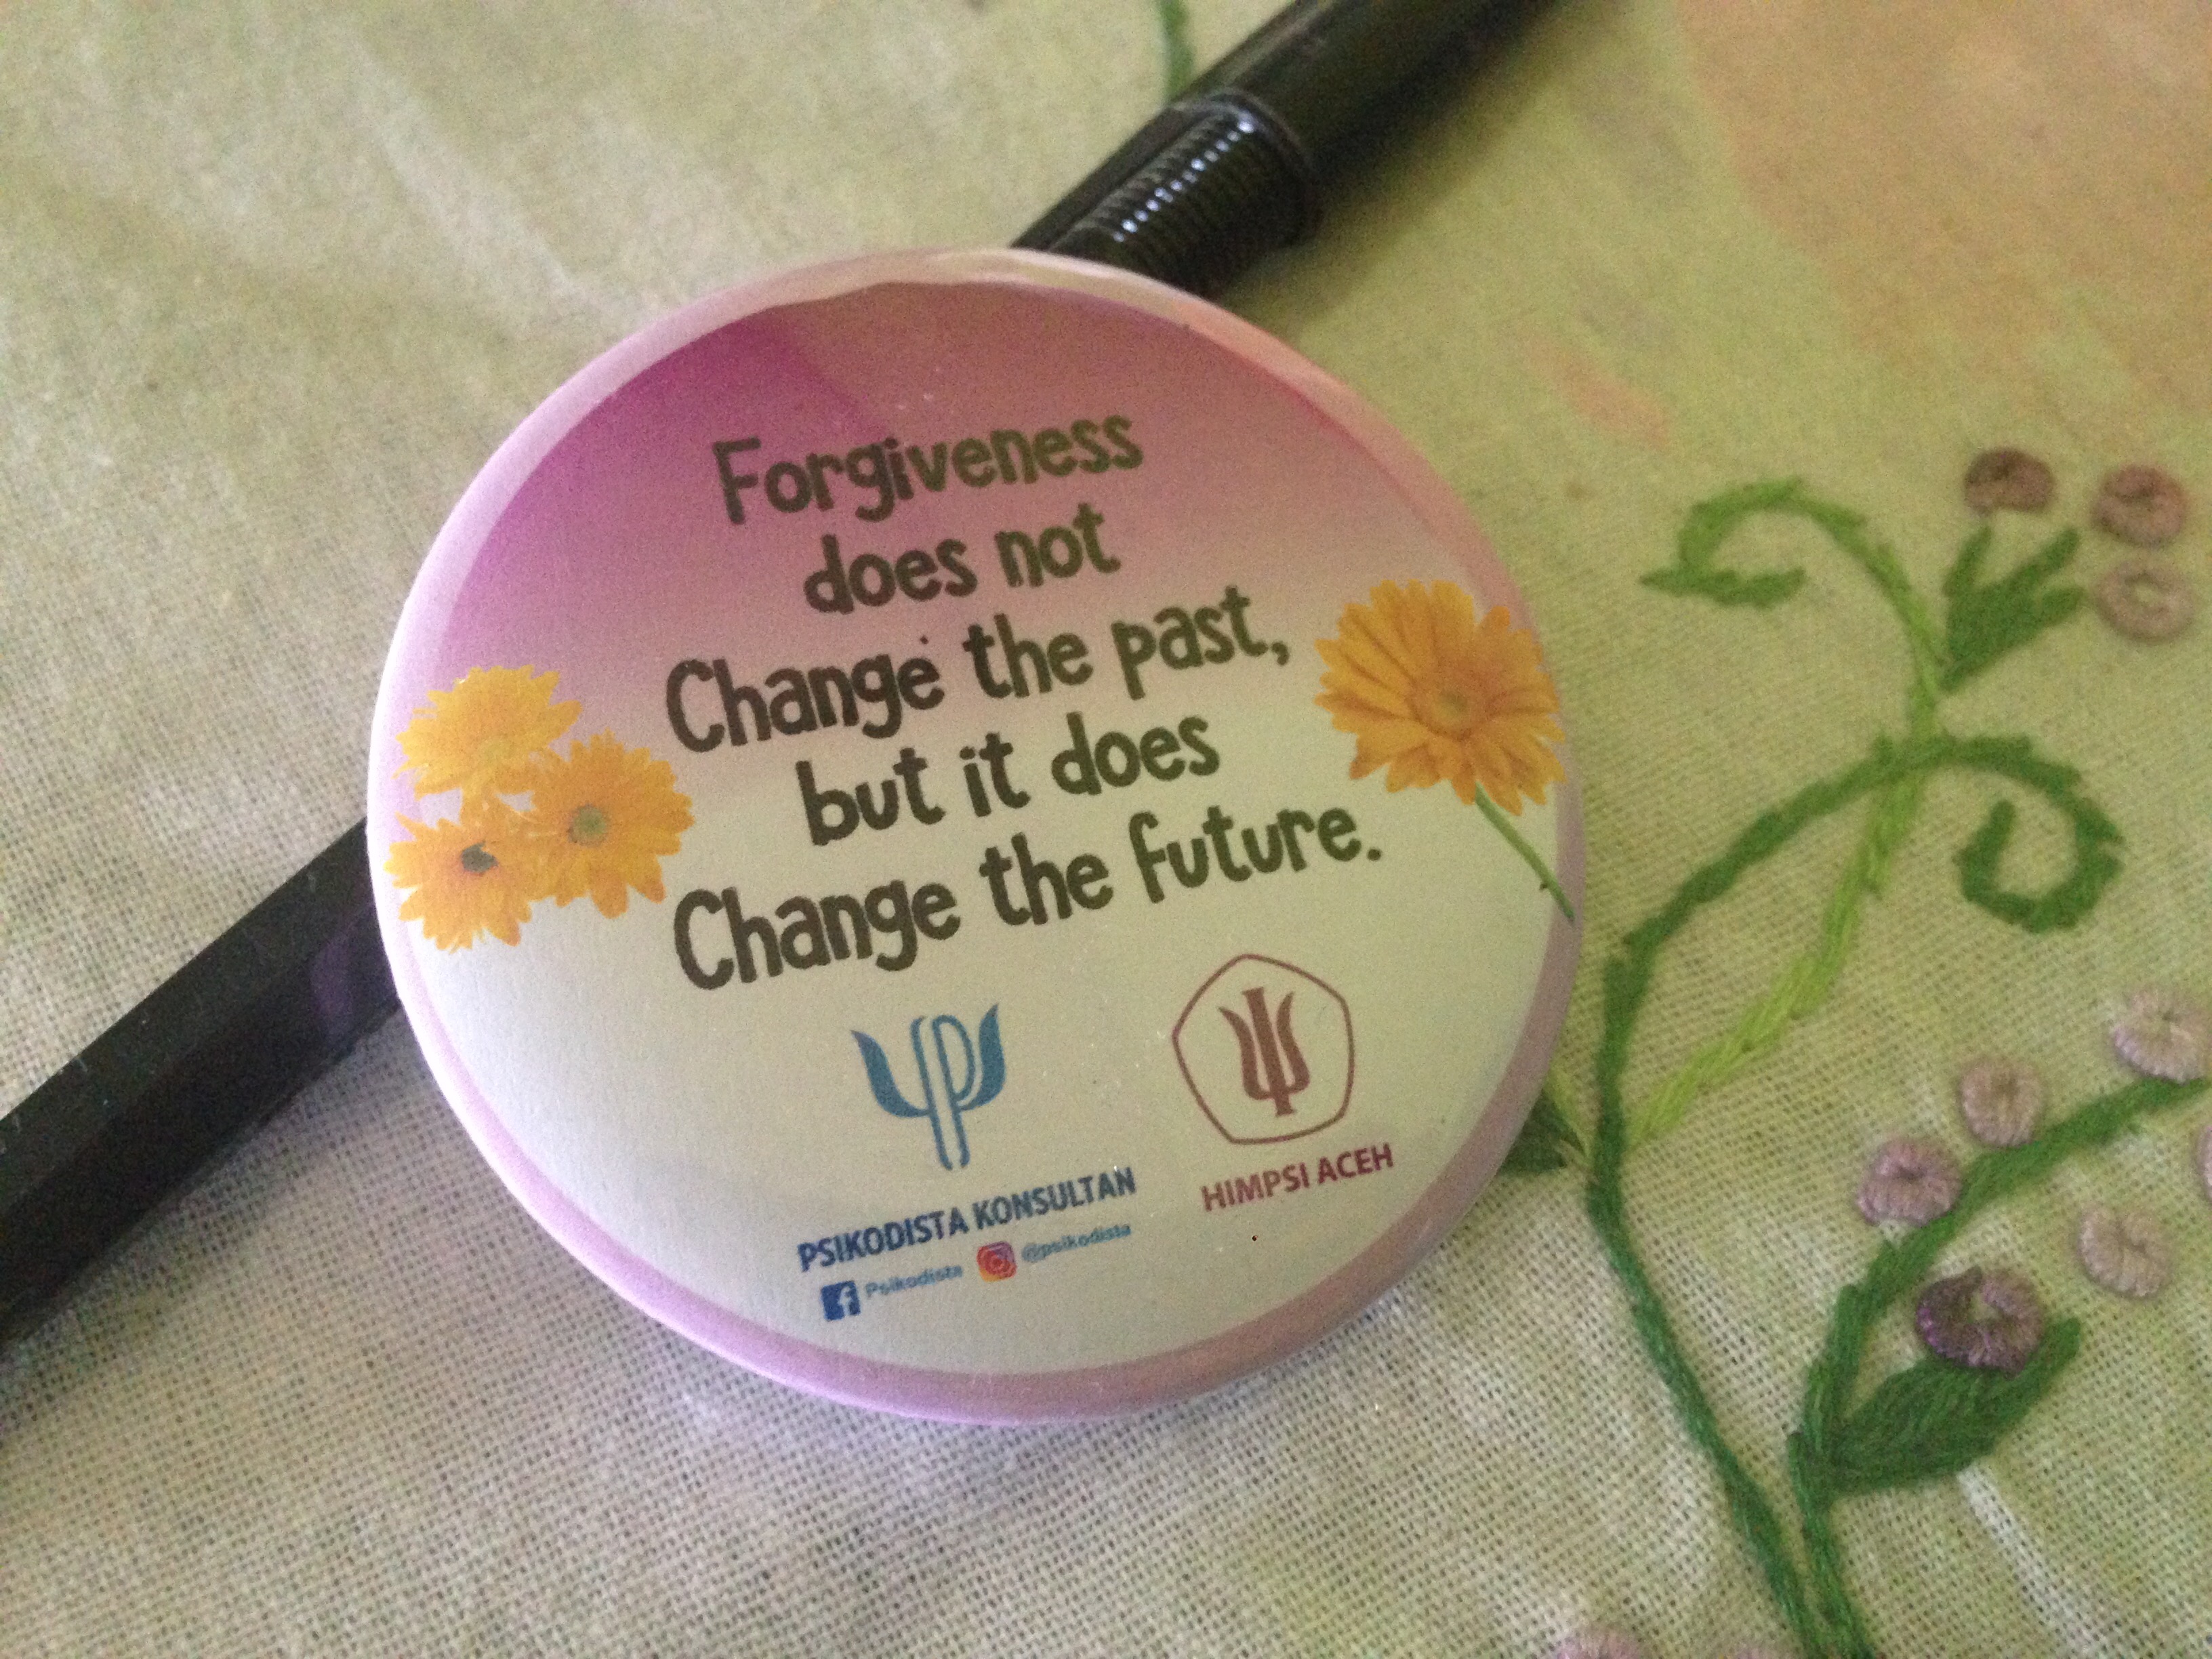 Forgiveness
does not
Change the past,
but it does
Change the future.
PSIKODISTA KONSULTAN
Psikodista @psikodista
HIMPSI ACEH